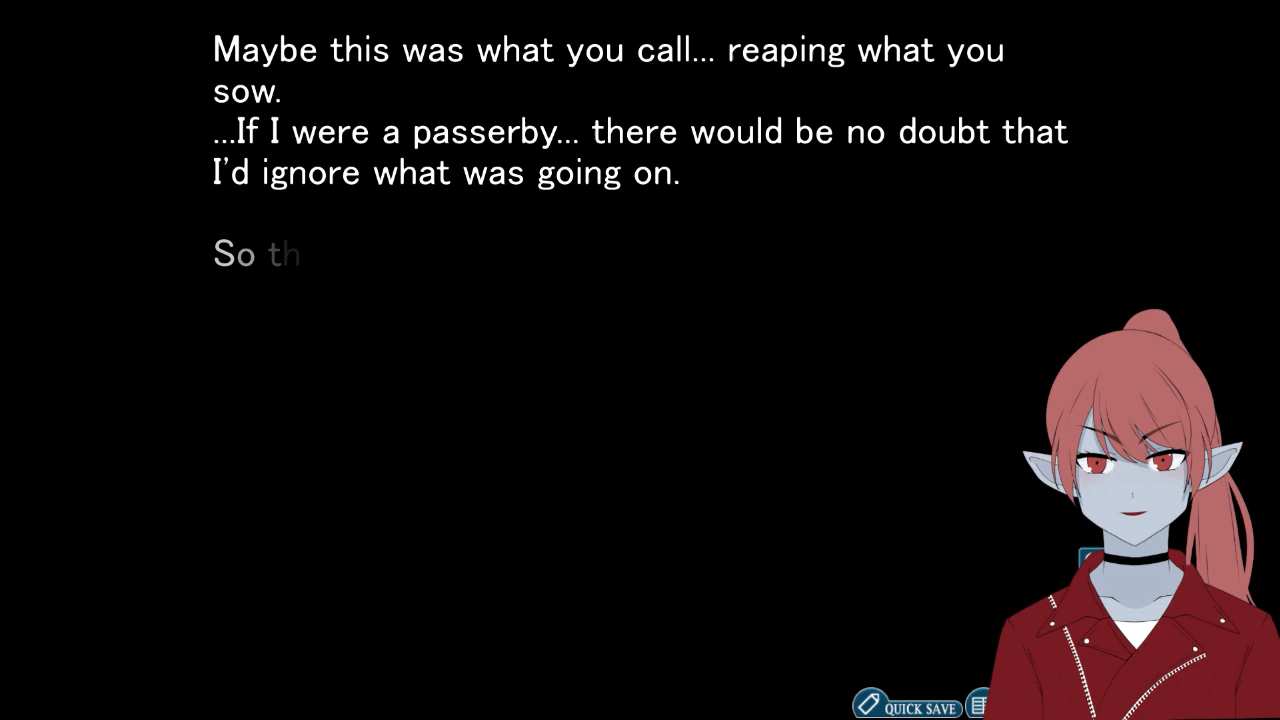 Maybe this was what you call... reaping what you
sow.
...If I were a passerby... there would be no doubt that
I'd ignore what was going on.
So th
QUICK SAVE